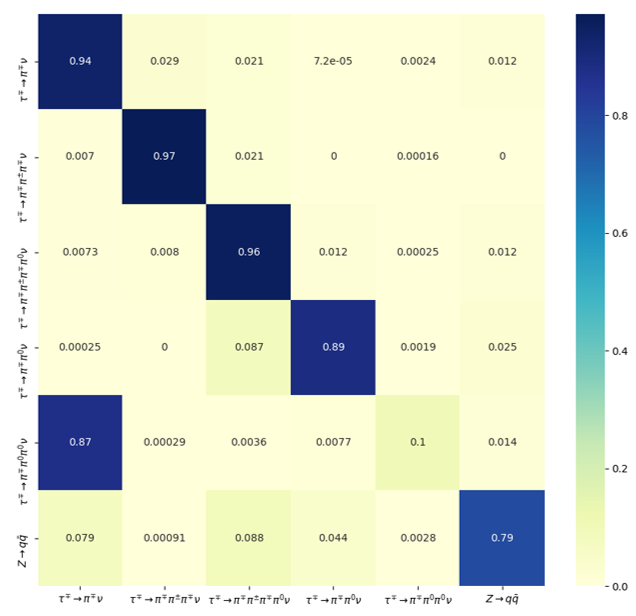 τ∓→π∓ν 0.94 0.029 0.021 7.2e-05 0.0024 0.012
τ∓→π∓π±π∓ν 0.007 0.97 0.021 0 0.00016 0
τ∓→π∓π±π∓π⁰ν 0.0073 0.008 0.96 0.012 0.00025 0.012
τ∓→π∓π⁰ν 0.00025 0 0.087 0.89 0.0019 0.025
τ∓→π∓π⁰π⁰ν 0.87 0.00029 0.0036 0.0077 0.1 0.014
Z→qq̄ 0.079 0.00091 0.088 0.044 0.0028 0.79
τ∓→π∓ν τ∓→π∓π±π∓ν τ∓→π∓π±π∓π⁰ν τ∓→π∓π⁰ν τ∓→π∓π⁰π⁰ν Z→qq̄
0.8
0.6
0.4
0.2
0.0